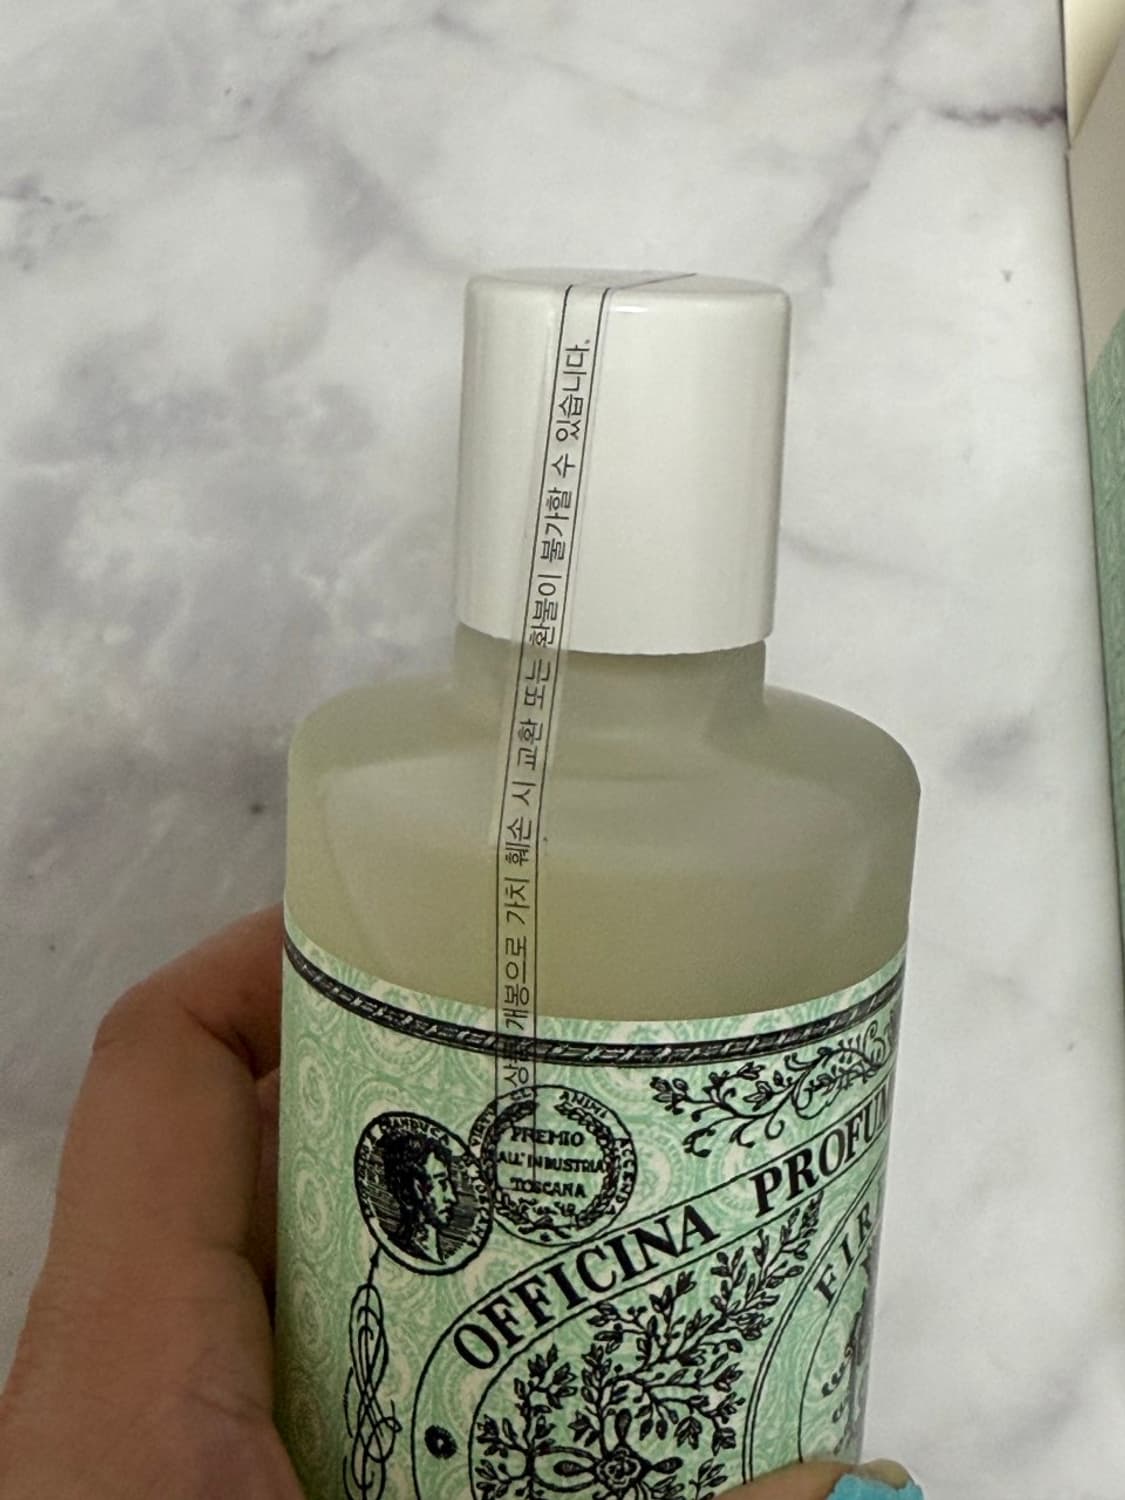 상품 개봉으로 가치 훼손 시 교환 또는 환불이 불가할 수 있습니다.
PREMIO
ALL'INDUSTRIA
TOSCANA
OFFICINA PROFUM
FIR